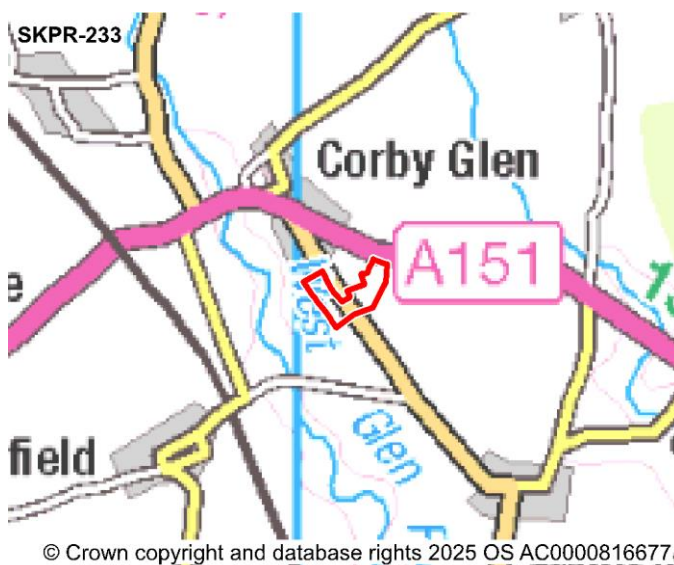 SKPR-233
Corby Glen
A151
e
West
field
Glen
© Crown copyright and database rights 2025 OS AC0000816677